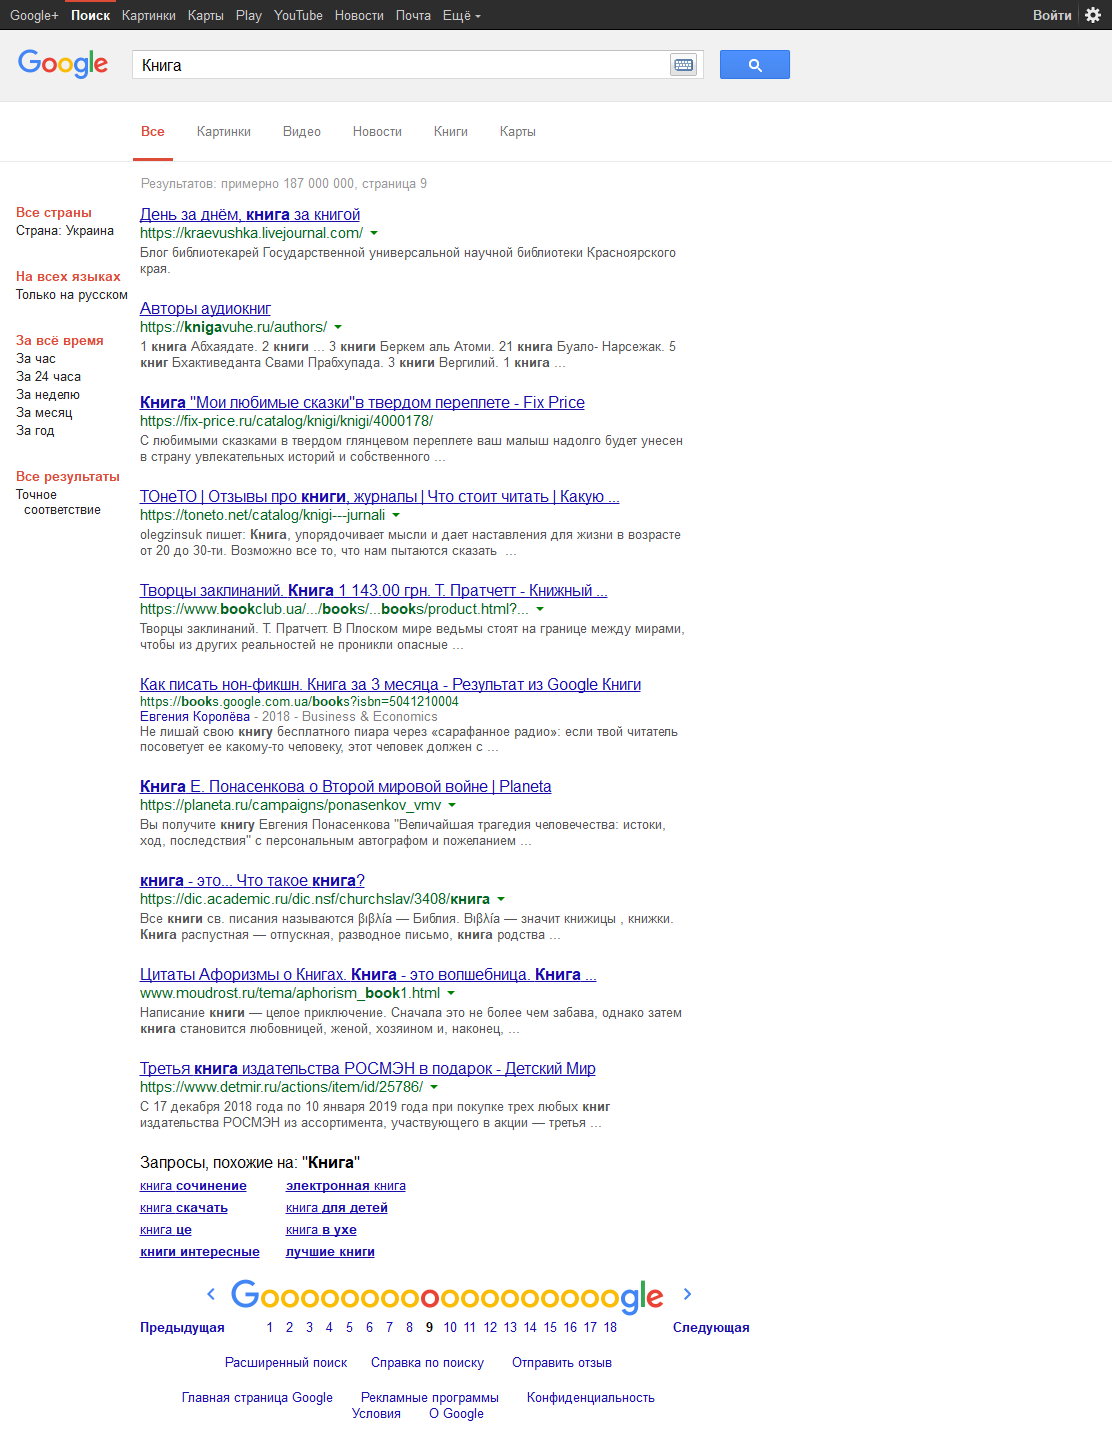 Google+ Поиск Картинки Карты Play YouTube Новости Почта Ещё Войти
Google Книга
Все Картинки Видео Новости Книги Карты
Результатов: примерно 187 000 000, страница 9
Все страны
Страна: Украина
На всех языках
Только на русском
За всё время
За час
За 24 часа
За неделю
За месяц
За год
Все результаты
Точное
соответствие
День за днём, книга за книгой
https://kraevushka.livejournal.com/
Блог библиотекарей Государственной универсальной научной библиотеки Красноярского
края.
Авторы аудиокниг
https://knigavuhe.ru/authors/
1 книга Абхаядате. 2 книги ... 3 книги Беркем аль Атоми. 21 книга Буало- Нарсежак. 5
книг Бхактиведанта Свами Прабхупада. 3 книги Вергилий. 1 книга ...
Книга "Мои любимые сказки"в твердом переплете - Fix Price
https://fix-price.ru/catalog/knigi/knigi/4000178/
С любимыми сказками в твердом глянцевом переплете ваш малыш надолго будет унесен
в страну увлекательных историй и собственного ...
ТОнеТО | Отзывы про книги, журналы | Что стоит читать | Какую ...
https://toneto.net/catalog/knigi---jurnali
olegzinsuk пишет: Книга, упорядочивает мысли и дает наставления для жизни в возрасте
от 20 до 30-ти. Возможно все то, что нам пытаются сказать ...
Творцы заклинаний. Книга 1 143.00 грн. Т. Пратчетт - Книжный ...
https://www.bookclub.ua/.../books/...books/product.html?...
Творцы заклинаний. Т. Пратчетт. В Плоском мире ведьмы стоят на границе между мирами,
чтобы из других реальностей не проникли опасные ...
Как писать нон-фикшн. Книга за 3 месяца - Результат из Google Книги
https://books.google.com.ua/books?isbn=5041210004
Евгения Королёва - 2018 - Business & Economics
Не лишай свою книгу бесплатного пиара через «сарафанное радио»: если твой читатель
посоветует ее какому-то человеку, этот человек должен с ...
Книга Е. Понасенкова о Второй мировой войне | Planeta
https://planeta.ru/campaigns/ponasenkov_vmv
Вы получите книгу Евгения Понасенкова "Величайшая трагедия человечества: истоки,
ход, последствия" с персональным автографом и пожеланием ...
книга - это... Что такое книга?
https://dic.academic.ru/dic.nsf/churchslav/3408/книга
Все книги св. писания называются βιβλία — Библия. Βιβλία — значит книжицы , книжки.
Книга распустная — отпускная, разводное письмо, книга родства ...
Цитаты Афоризмы о Книгах. Книга - это волшебница. Книга ...
www.moudrost.ru/tema/aphorism_book1.html
Написание книги — целое приключение. Сначала это не более чем забава, однако затем
книга становится любовницей, женой, хозяином и, наконец, ...
Третья книга издательства РОСМЭН в подарок - Детский Мир
https://www.detmir.ru/actions/item/id/25786/
С 17 декабря 2018 года по 10 января 2019 года при покупке трех любых книг
издательства РОСМЭН из ассортимента, участвующего в акции — третья ...
Запросы, похожие на: "Книга"
книга сочинение электронная книга
книга скачать книга для детей
книга це книга в ухе
книги интересные лучшие книги
Goooooooooooooooooogle
Предыдущая 1 2 3 4 5 6 7 8 9 10 11 12 13 14 15 16 17 18 Следующая
Расширенный поиск Справка по поиску Отправить отзыв
Главная страница Google Рекламные программы Конфиденциальность
Условия О Google